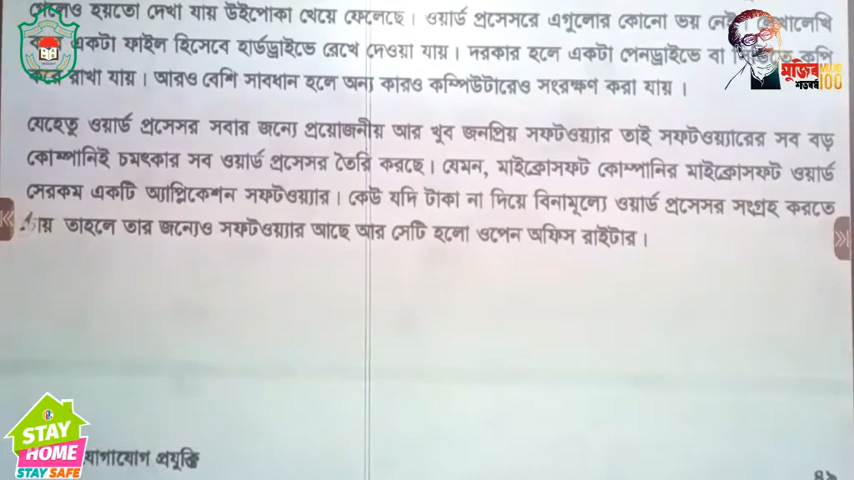 পেলেও হয়তো দেখা যায় উইপোকা খেয়ে ফেলেছে। ওয়ার্ড প্রসেসরে এগুলোর কোনো ভয় নেই। লেখালেখি
একটা ফাইল হিসেবে হার্ডড্রাইভে রেখে দেওয়া যায়। দরকার হলে একটা পেনড্রাইভে বা সিডিতে কপি
করে রাখা যায়। আরও বেশি সাবধান হলে অন্য কারও কম্পিউটারেও সংরক্ষণ করা যায়।
যেহেতু ওয়ার্ড প্রসেসর সবার জন্যে প্রয়োজনীয় আর খুব জনপ্রিয় সফটওয়্যার তাই সফটওয়্যারের সব বড়
কোম্পানিই চমৎকার সব ওয়ার্ড প্রসেসর তৈরি করছে। যেমন, মাইক্রোসফট কোম্পানির মাইক্রোসফট ওয়ার্ড
সেরকম একটি অ্যাপ্লিকেশন সফটওয়্যার। কেউ যদি টাকা না দিয়ে বিনামূল্যে ওয়ার্ড প্রসেসর সংগ্রহ করতে
চায় তাহলে তার জন্যেও সফটওয়্যার আছে আর সেটি হলো ওপেন অফিস রাইটার।
মুজিব
শতবর্ষ 100
STAY
HOME
STAY SAFE
যোগাযোগ প্রযুক্তি